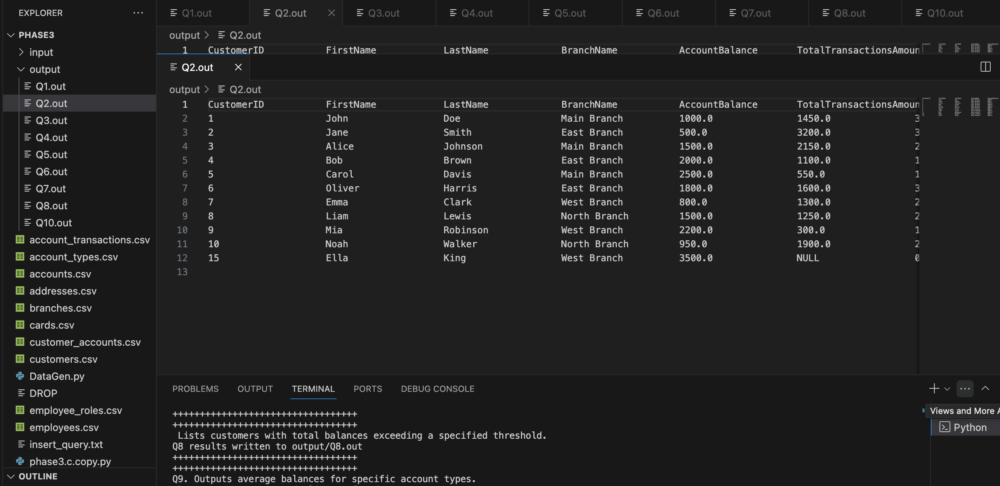 EXPLORER
PHASE3
input
output
Q1.out
Q2.out
Q3.out
Q4.out
Q5.out
Q6.out
Q7.out
Q8.out
Q10.out
account_transactions.csv
account_types.csv
accounts.csv
addresses.csv
branches.csv
cards.csv
customer_accounts.csv
customers.csv
DataGen.py
DROP
employee_roles.csv
employees.csv
insert_query.txt
phase3.c.copy.py
OUTLINE
Q1.out Q2.out Q3.out Q4.out Q5.out Q6.out Q7.out Q8.out Q10.out
output > Q2.out
1 CustomerID FirstName LastName BranchName AccountBalance TotalTransactionsAmoun
Q2.out
output > Q2.out
1 CustomerID FirstName LastName BranchName AccountBalance TotalTransactionsAmoun
2 1 John Doe Main Branch 1000.0 1450.0 3
3 2 Jane Smith East Branch 500.0 3200.0 3
4 3 Alice Johnson Main Branch 1500.0 2150.0 2
5 4 Bob Brown East Branch 2000.0 1100.0 1
6 5 Carol Davis Main Branch 2500.0 550.0 1
7 6 Oliver Harris East Branch 1800.0 1600.0 3
8 7 Emma Clark West Branch 800.0 1300.0 2
9 8 Liam Lewis North Branch 1500.0 1250.0 2
10 9 Mia Robinson West Branch 2200.0 300.0 1
11 10 Noah Walker North Branch 950.0 1900.0 2
12 15 Ella King West Branch 3500.0 NULL 0
13
PROBLEMS OUTPUT TERMINAL PORTS DEBUG CONSOLE
++++++++++++++++++++++++++++++++++
++++++++++++++++++++++++++++++++++
Lists customers with total balances exceeding a specified threshold.
Q8 results written to output/Q8.out
++++++++++++++++++++++++++++++++++
++++++++++++++++++++++++++++++++++
Q9. Outputs average balances for specific account types.
Views and More A
Python